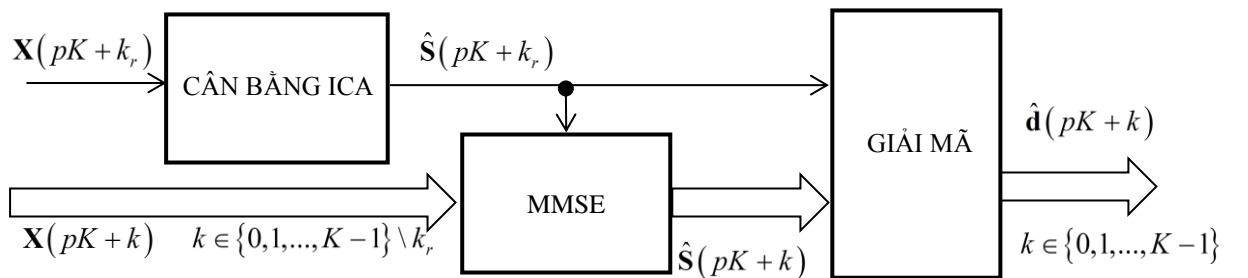 𝐗(pK + k_r)
CÂN BẰNG ICA
𝐒̂(pK + k_r)
MMSE
GIẢI MÃ
𝐝̂(pK + k)
𝐗(pK + k) k ∈ {0,1,...,K − 1} \ k_r
𝐒̂(pK + k)
k ∈ {0,1,...,K − 1}